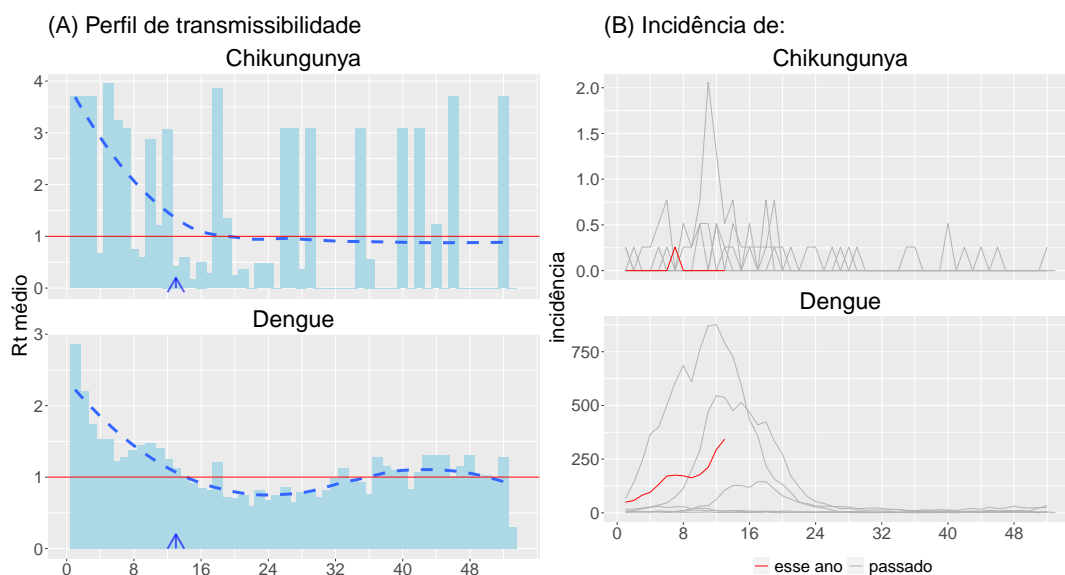 (A) Perfil de transmissibilidade
Chikungunya
4
3
2
1
0
Dengue
3
2
1
0
0 8 16 24 32 40 48
Rt médio
(B) Incidência de:
Chikungunya
2.0
1.5
1.0
0.5
0.0
Dengue
750
500
250
0
0 8 16 24 32 40 48
incidência
esse ano passado